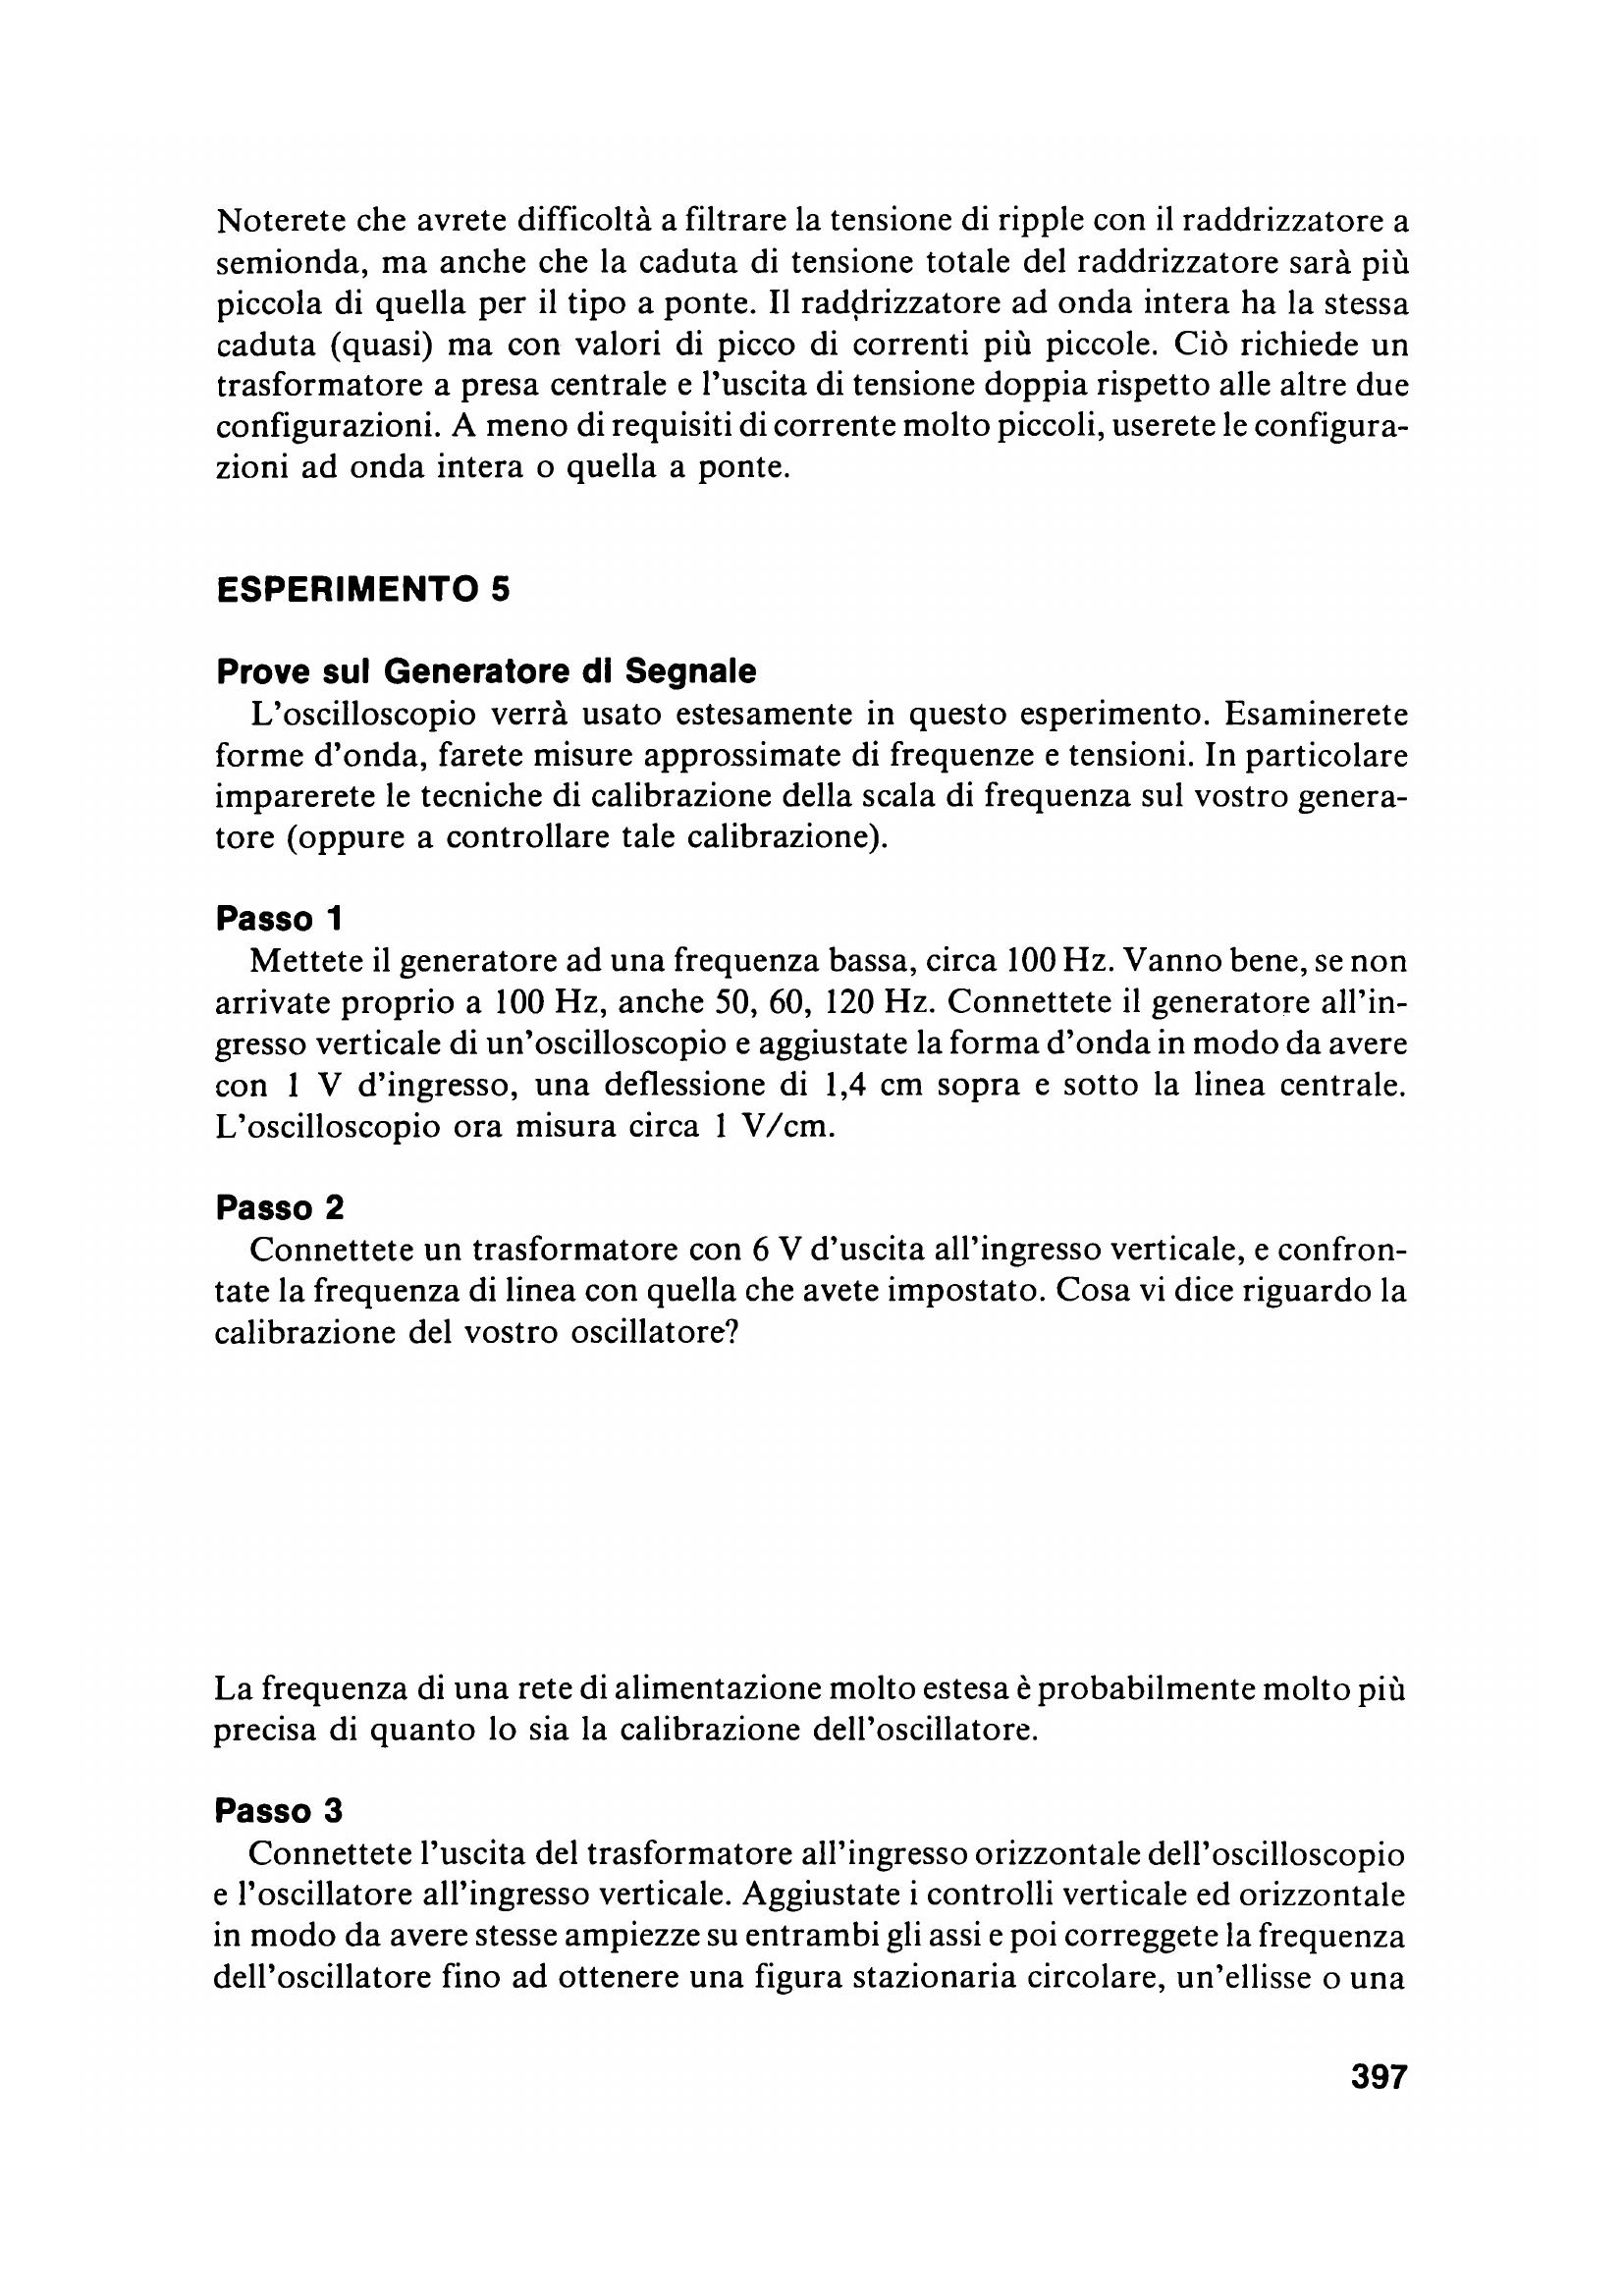 Noterete che avrete difficoltà a filtrare la tensione di ripple con il raddrizzatore a
semionda, ma anche che la caduta di tensione totale del raddrizzatore sarà più
piccola di quella per il tipo a ponte. Il raddrizzatore ad onda intera ha la stessa
caduta (quasi) ma con valori di picco di correnti più piccole. Ciò richiede un
trasformatore a presa centrale e l'uscita di tensione doppia rispetto alle altre due
configurazioni. A meno di requisiti di corrente molto piccoli, userete le configura-
zioni ad onda intera o quella a ponte.
ESPERIMENTO 5
Prove sul Generatore di Segnale
L'oscilloscopio verrà usato estesamente in questo esperimento. Esaminerete
forme d'onda, farete misure approssimate di frequenze e tensioni. In particolare
imparerete le tecniche di calibrazione della scala di frequenza sul vostro genera-
tore (oppure a controllare tale calibrazione).
Passo 1
Mettete il generatore ad una frequenza bassa, circa 100 Hz. Vanno bene, se non
arrivate proprio a 100 Hz, anche 50, 60, 120 Hz. Connettete il generatore all'in-
gresso verticale di un'oscilloscopio e aggiustate la forma d'onda in modo da avere
con 1 V d'ingresso, una deflessione di 1,4 cm sopra e sotto la linea centrale.
L'oscilloscopio ora misura circa 1 V/cm.
Passo 2
Connettete un trasformatore con 6 V d'uscita all'ingresso verticale, e confron-
tate la frequenza di linea con quella che avete impostato. Cosa vi dice riguardo la
calibrazione del vostro oscillatore?
La frequenza di una rete di alimentazione molto estesa è probabilmente molto più
precisa di quanto lo sia la calibrazione dell'oscillatore.
Passo 3
Connettete l'uscita del trasformatore all'ingresso orizzontale dell'oscilloscopio
e l'oscillatore all'ingresso verticale. Aggiustate i controlli verticale ed orizzontale
in modo da avere stesse ampiezze su entrambi gli assi e poi correggete la frequenza
dell'oscillatore fino ad ottenere una figura stazionaria circolare, un'ellisse o una
397